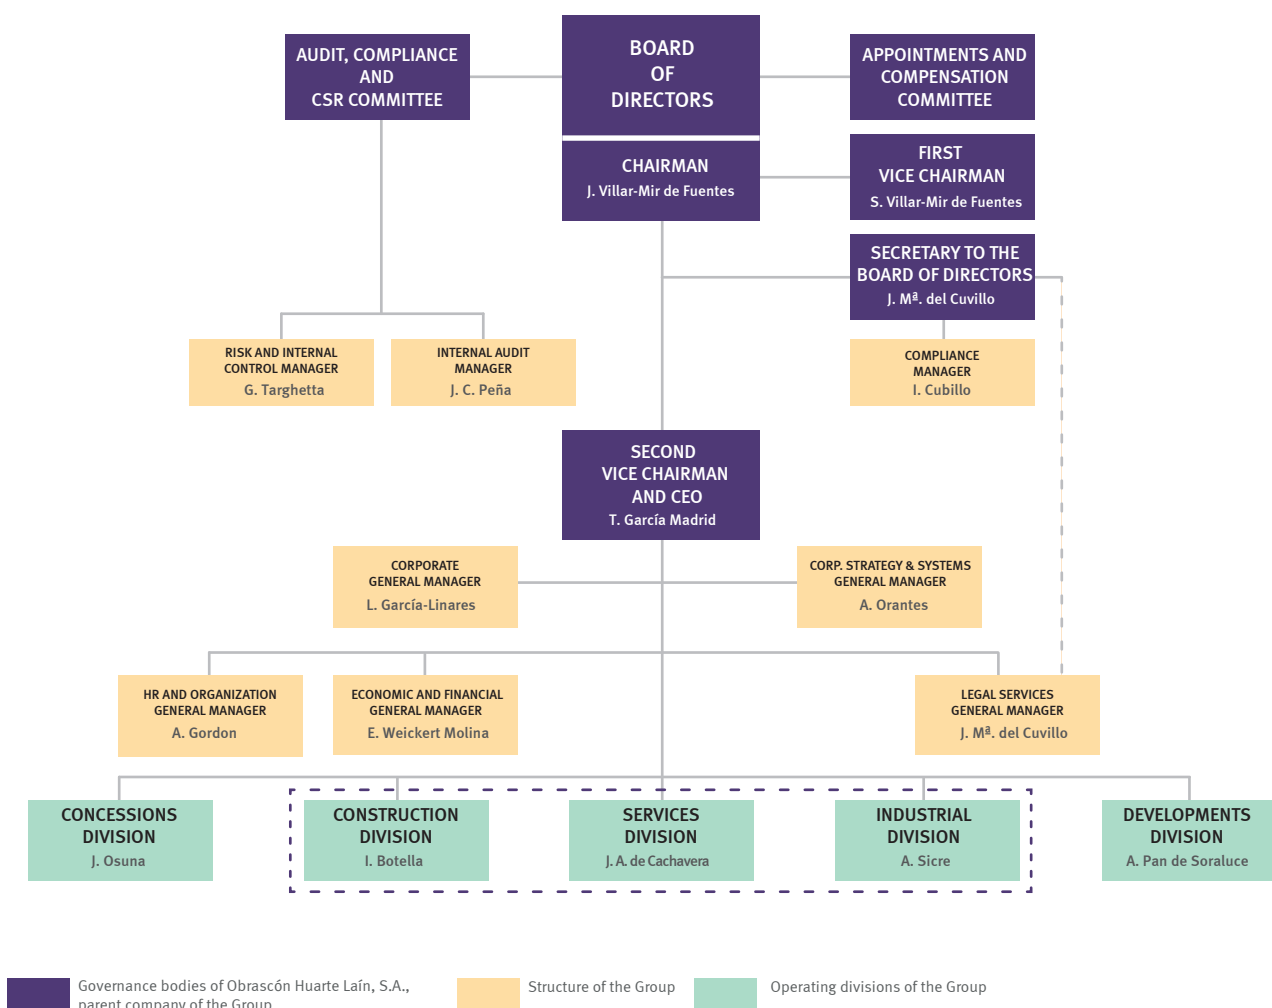 AUDIT, COMPLIANCE
AND
CSR COMMITTEE
BOARD
OF
DIRECTORS
APPOINTMENTS AND
COMPENSATION
COMMITTEE
CHAIRMAN
J. Villar-Mir de Fuentes
FIRST
VICE CHAIRMAN
S. Villar-Mir de Fuentes
SECRETARY TO THE
BOARD OF DIRECTORS
J. Mª. del Cuvillo
RISK AND INTERNAL
CONTROL MANAGER
G. Targhetta
INTERNAL AUDIT
MANAGER
J. C. Peña
COMPLIANCE
MANAGER
I. Cubillo
SECOND
VICE CHAIRMAN
AND CEO
T. García Madrid
CORPORATE
GENERAL MANAGER
L. García-Linares
CORP. STRATEGY & SYSTEMS
GENERAL MANAGER
A. Orantes
HR AND ORGANIZATION
GENERAL MANAGER
A. Gordon
ECONOMIC AND FINANCIAL
GENERAL MANAGER
E. Weickert Molina
LEGAL SERVICES
GENERAL MANAGER
J. Mª. del Cuvillo
CONCESSIONS
DIVISION
J. Osuna
CONSTRUCTION
DIVISION
I. Botella
SERVICES
DIVISION
J. A. de Cachavera
INDUSTRIAL
DIVISION
A. Sicre
DEVELOPMENTS
DIVISION
A. Pan de Soraluce
Governance bodies of Obrascón Huarte Laín, S.A.,
parent company of the Group
Structure of the Group
Operating divisions of the Group